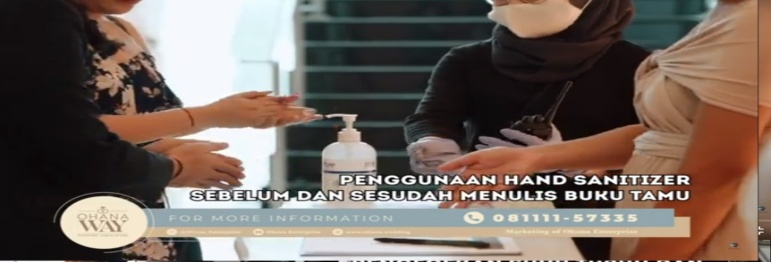 PENGGUNAAN HAND SANITIZER
SEBELUM DAN SESUDAH MENULIS BUKU TAMU
OHANA
WAY
FOR MORE INFORMATION
081111-57335
Marketing of Ohana Enterprise